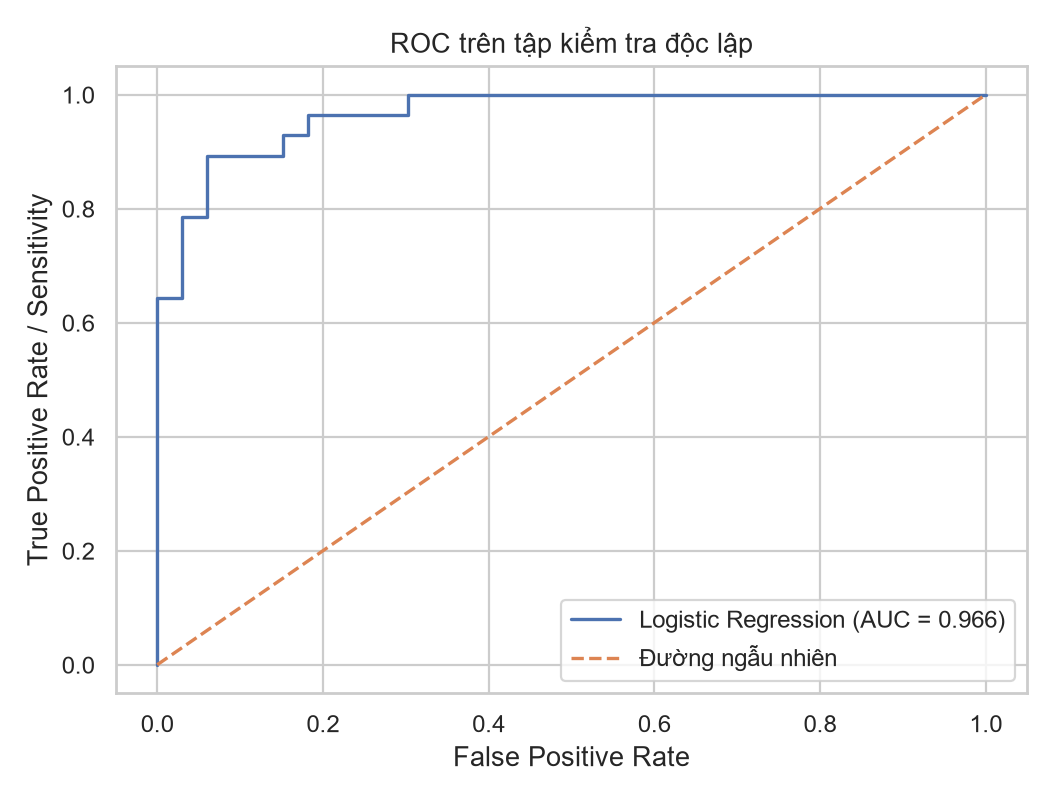 ROC trên tập kiểm tra độc lập
True Positive Rate / Sensitivity
1.0
0.8
0.6
0.4
0.2
0.0
Logistic Regression (AUC = 0.966)
Đường ngẫu nhiên
0.0 0.2 0.4 0.6 0.8 1.0
False Positive Rate